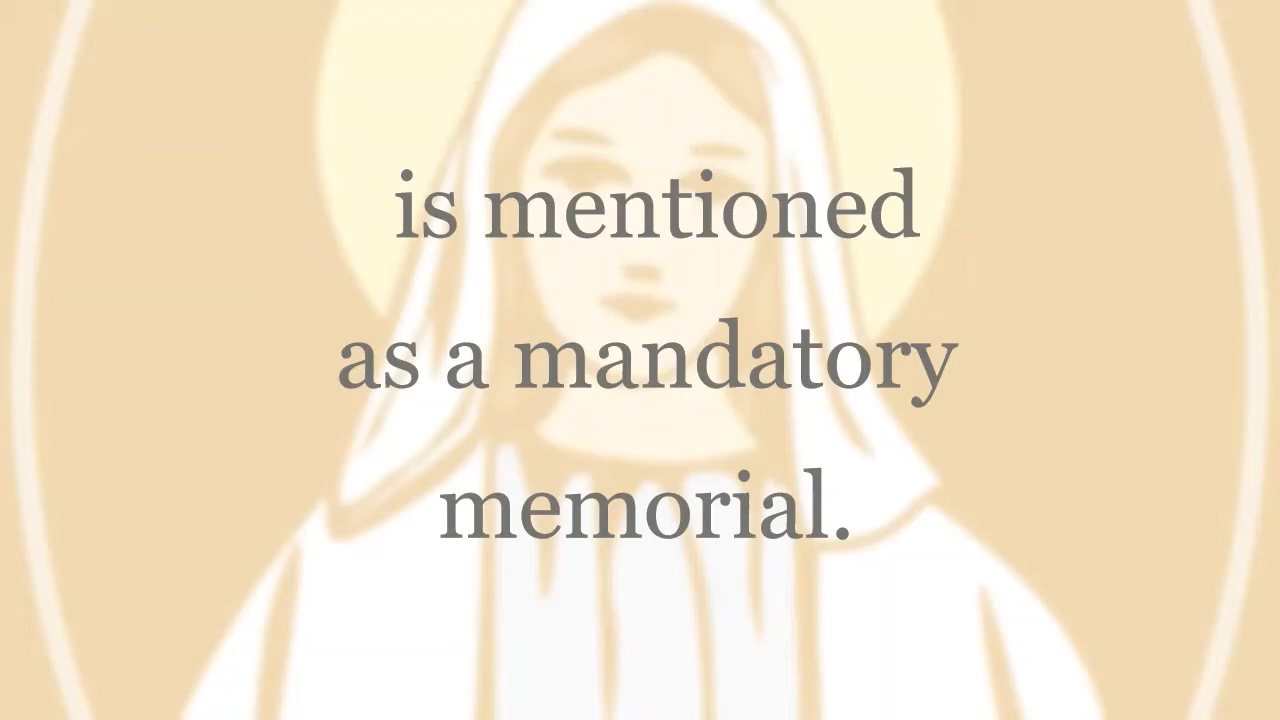 is mentioned
as a mandatory
memorial.